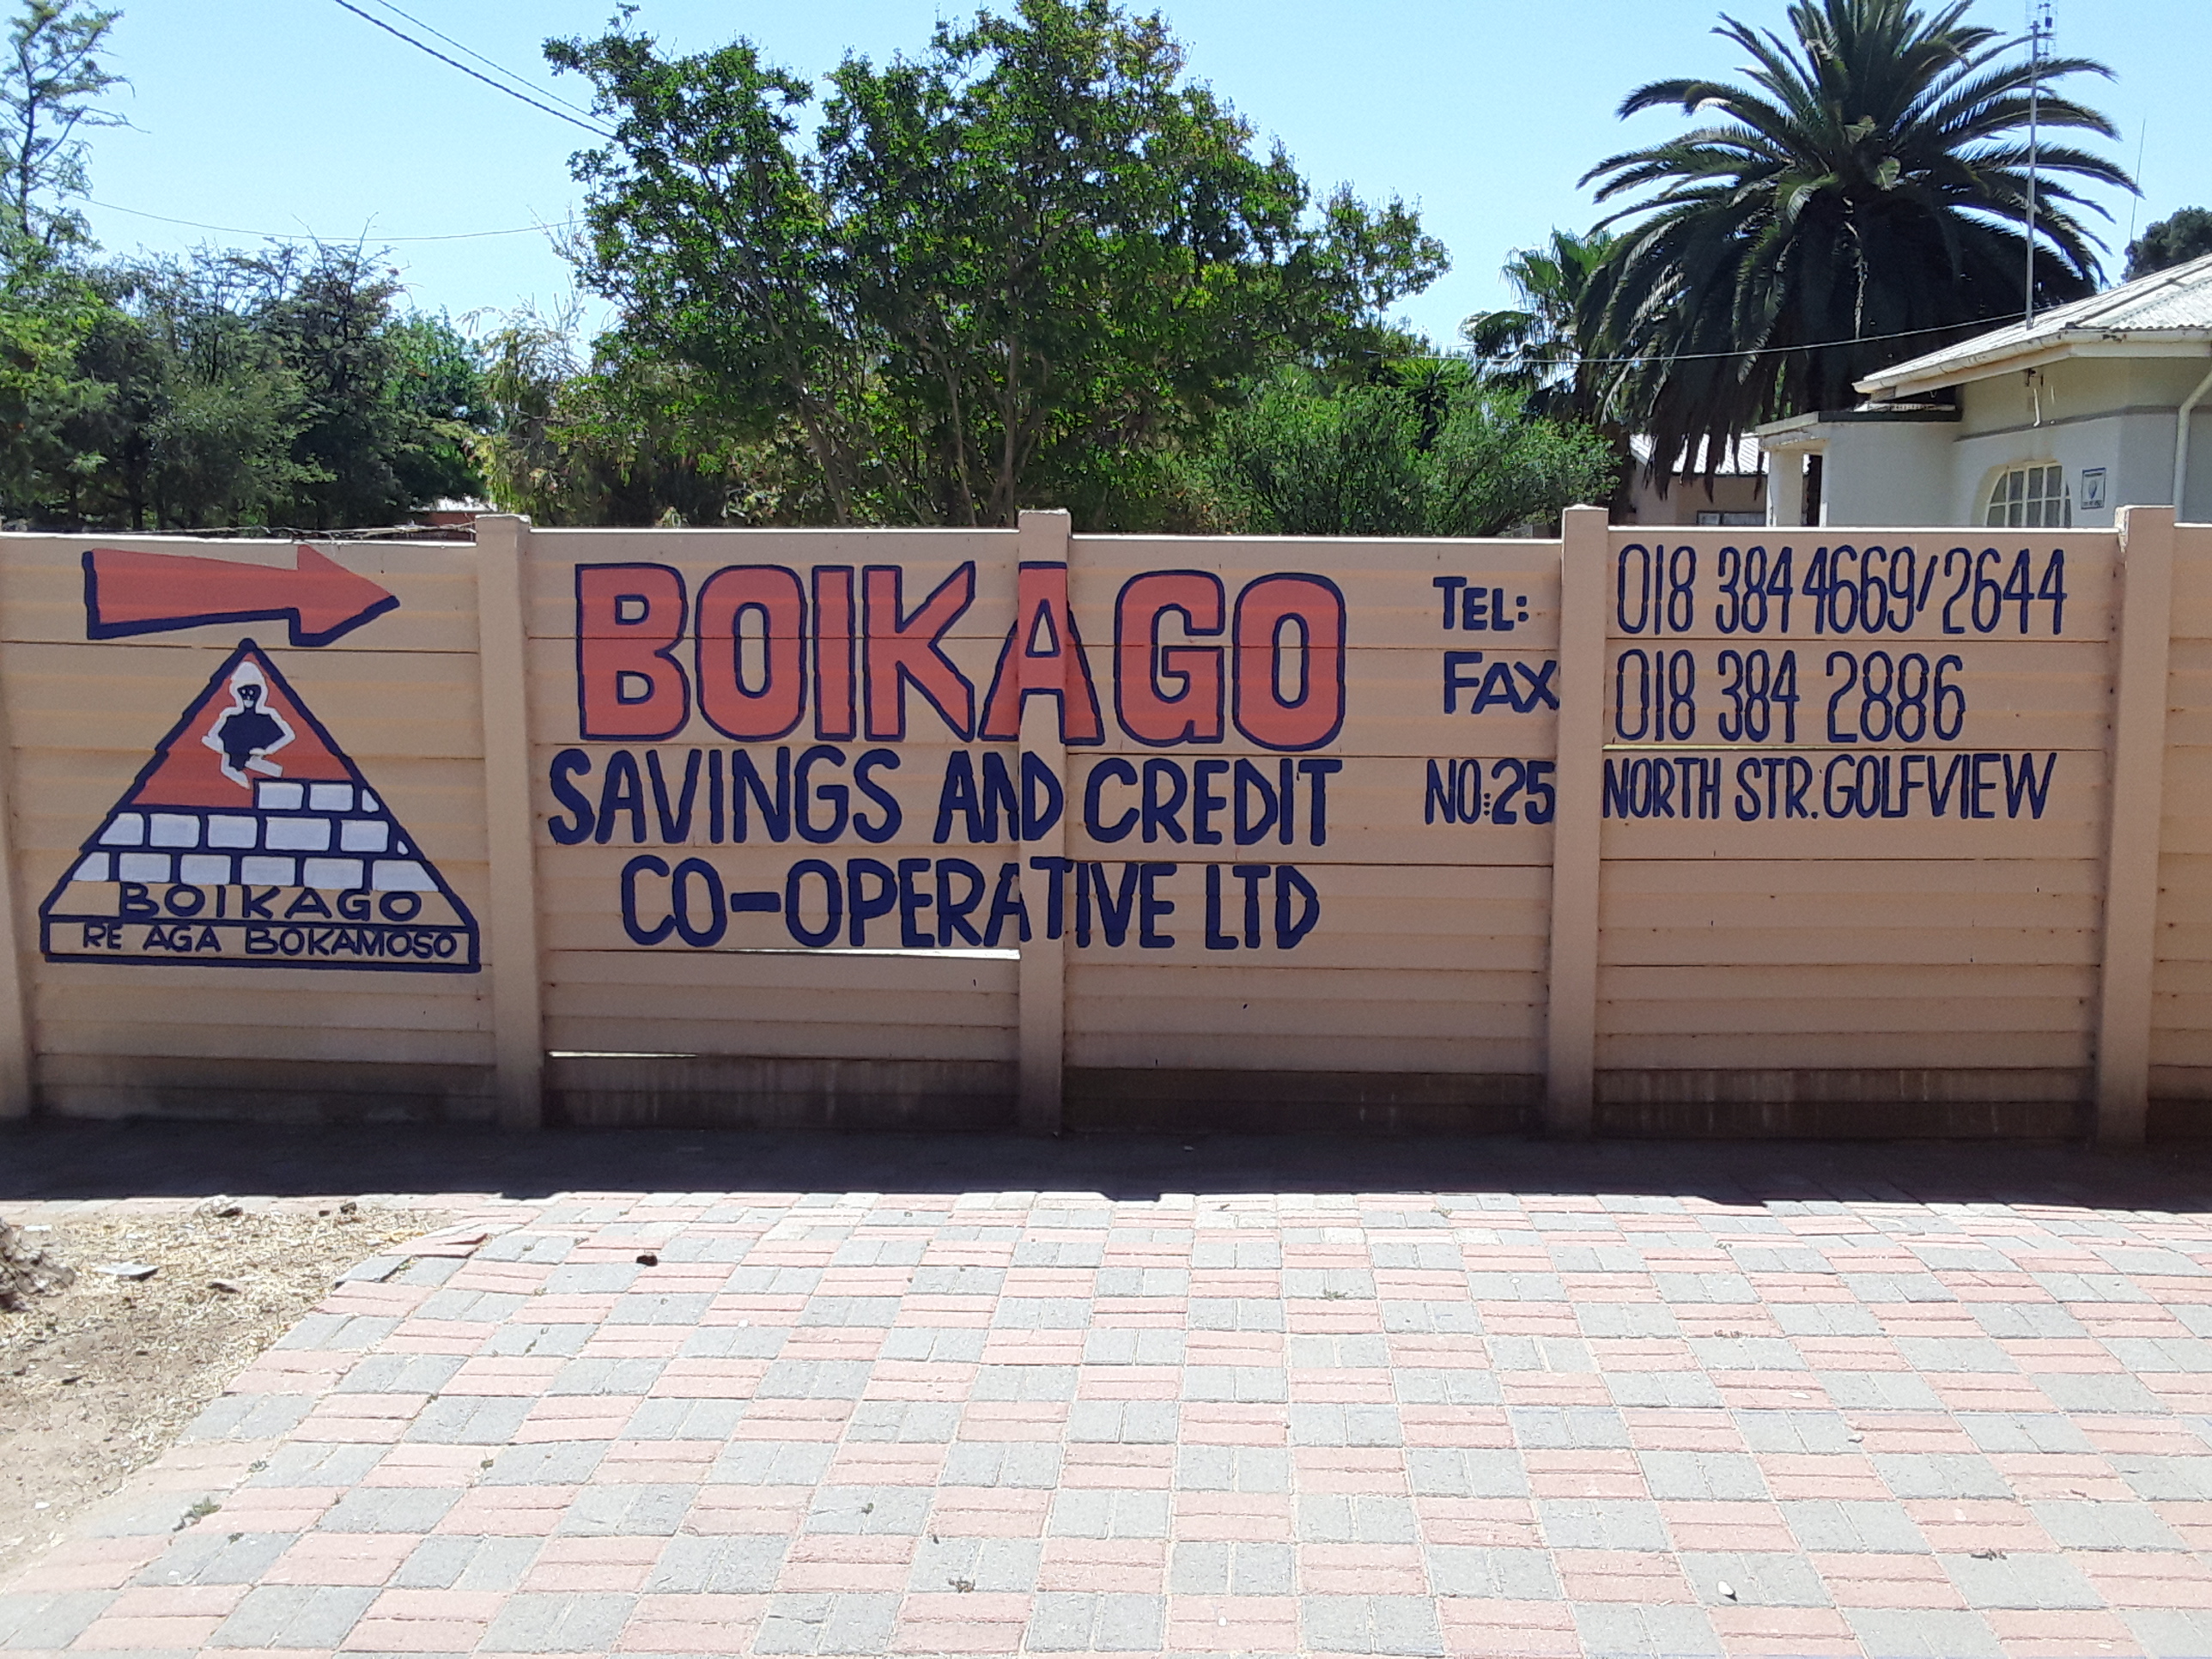 BOIKAGO
RE AGA BOKAMOSO
BOIKAGO
SAVINGS AND CREDIT
CO-OPERATIVE LTD
TEL: 018 384 4669/2644
FAX 018 384 2886
NO:25 NORTH STR. GOLFVIEW